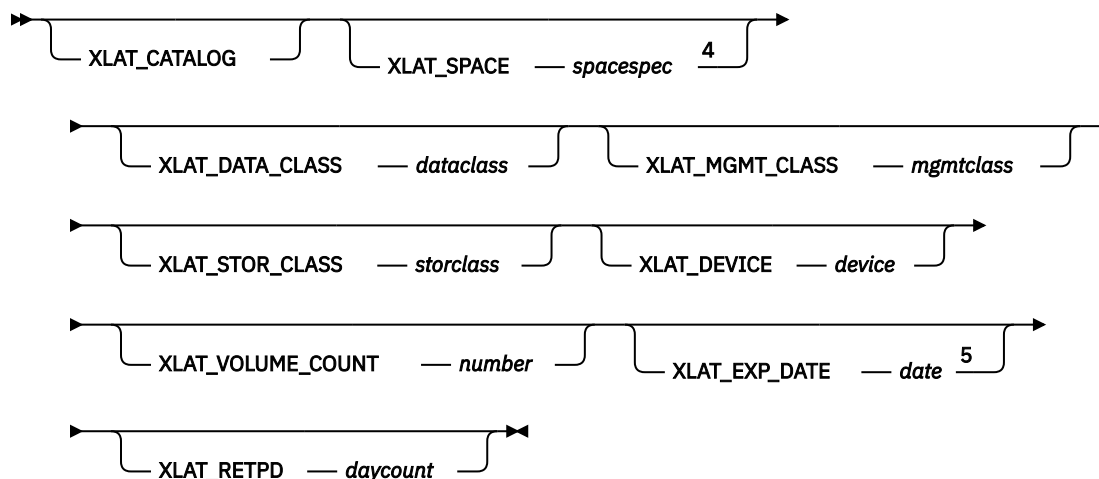 XLAT_CATALOG XLAT_SPACE spacespec 4
XLAT_DATA_CLASS dataclass XLAT_MGMT_CLASS mgmtclass
XLAT_STOR_CLASS storclass XLAT_DEVICE device
XLAT_VOLUME_COUNT number XLAT_EXP_DATE date 5
XLAT_RETPD daycount